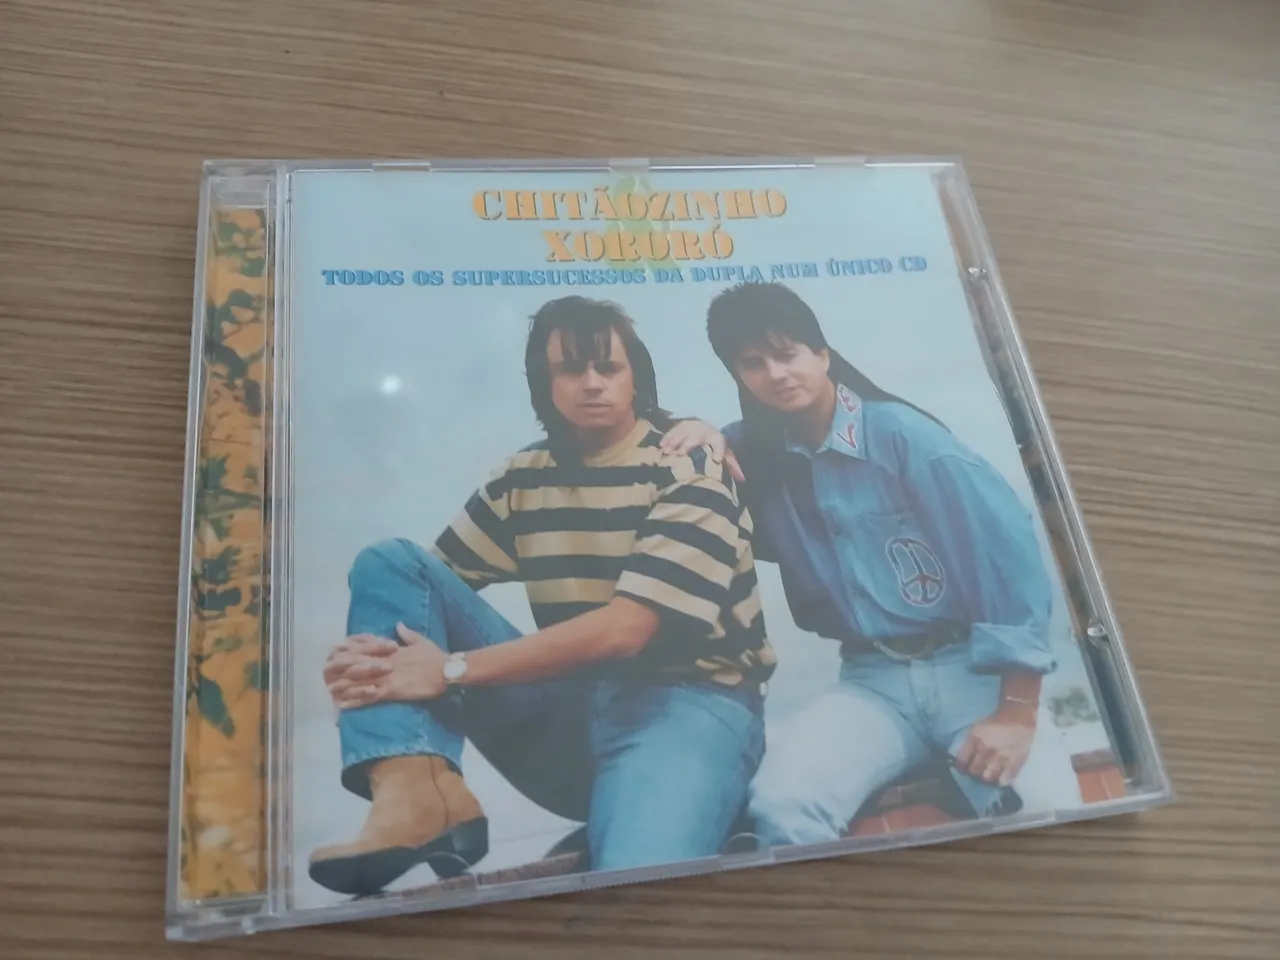 CHITÃOZINHO
XORORÓ
TODOS OS SUPERSUCESSOS DA DUPLA NUM ÚNICO CD